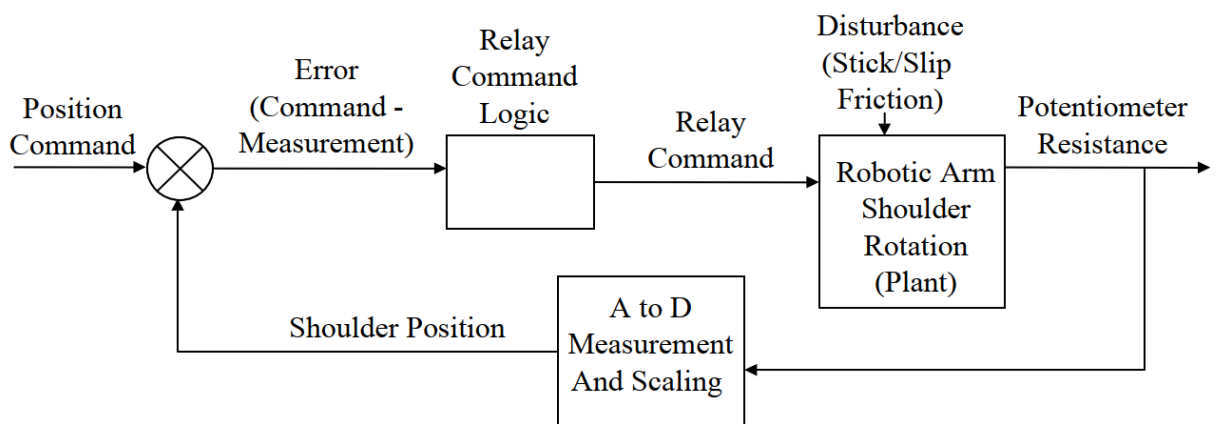 Position
Command
Error
(Command -
Measurement)
Relay
Command
Logic
Relay
Command
Disturbance
(Stick/Slip
Friction)
Robotic Arm
Shoulder
Rotation
(Plant)
Potentiometer
Resistance
Shoulder Position
A to D
Measurement
And Scaling